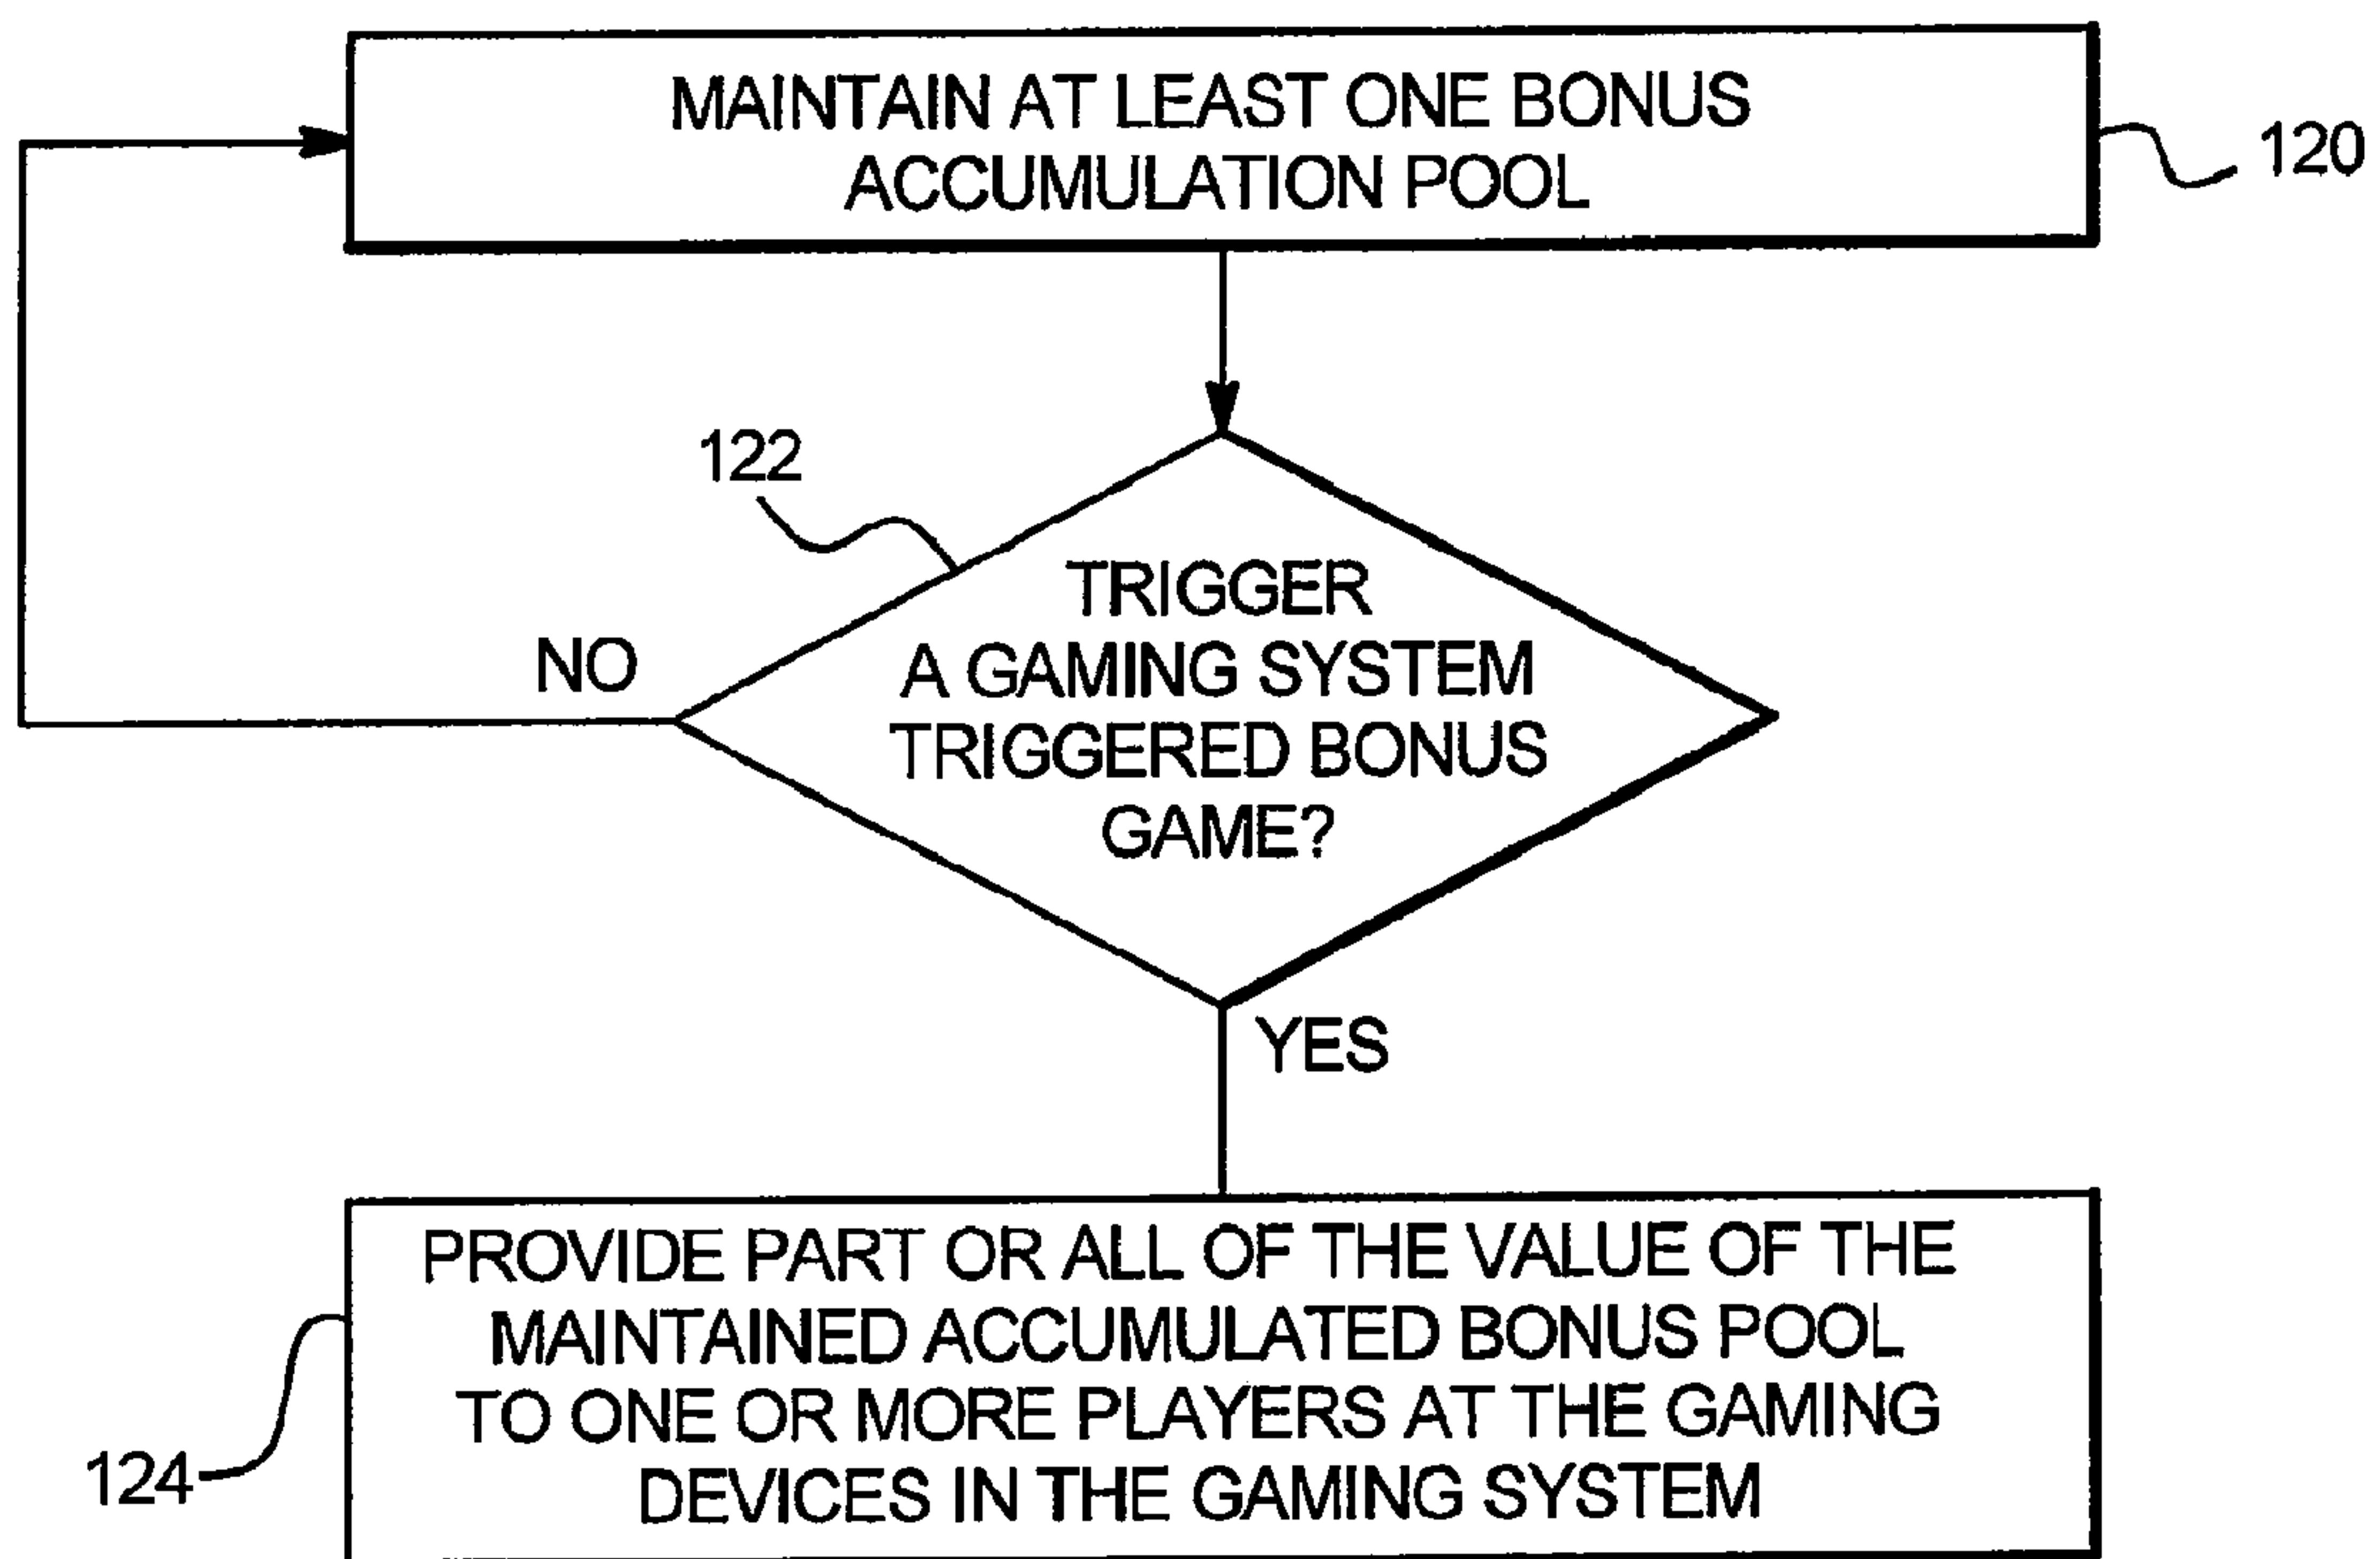 MAINTAIN AT LEAST ONE BONUS
ACCUMULATION POOL
120
122
TRIGGER
A GAMING SYSTEM
TRIGGERED BONUS
GAME?
NO
YES
PROVIDE PART OR ALL OF THE VALUE OF THE
MAINTAINED ACCUMULATED BONUS POOL
TO ONE OR MORE PLAYERS AT THE GAMING
DEVICES IN THE GAMING SYSTEM
124